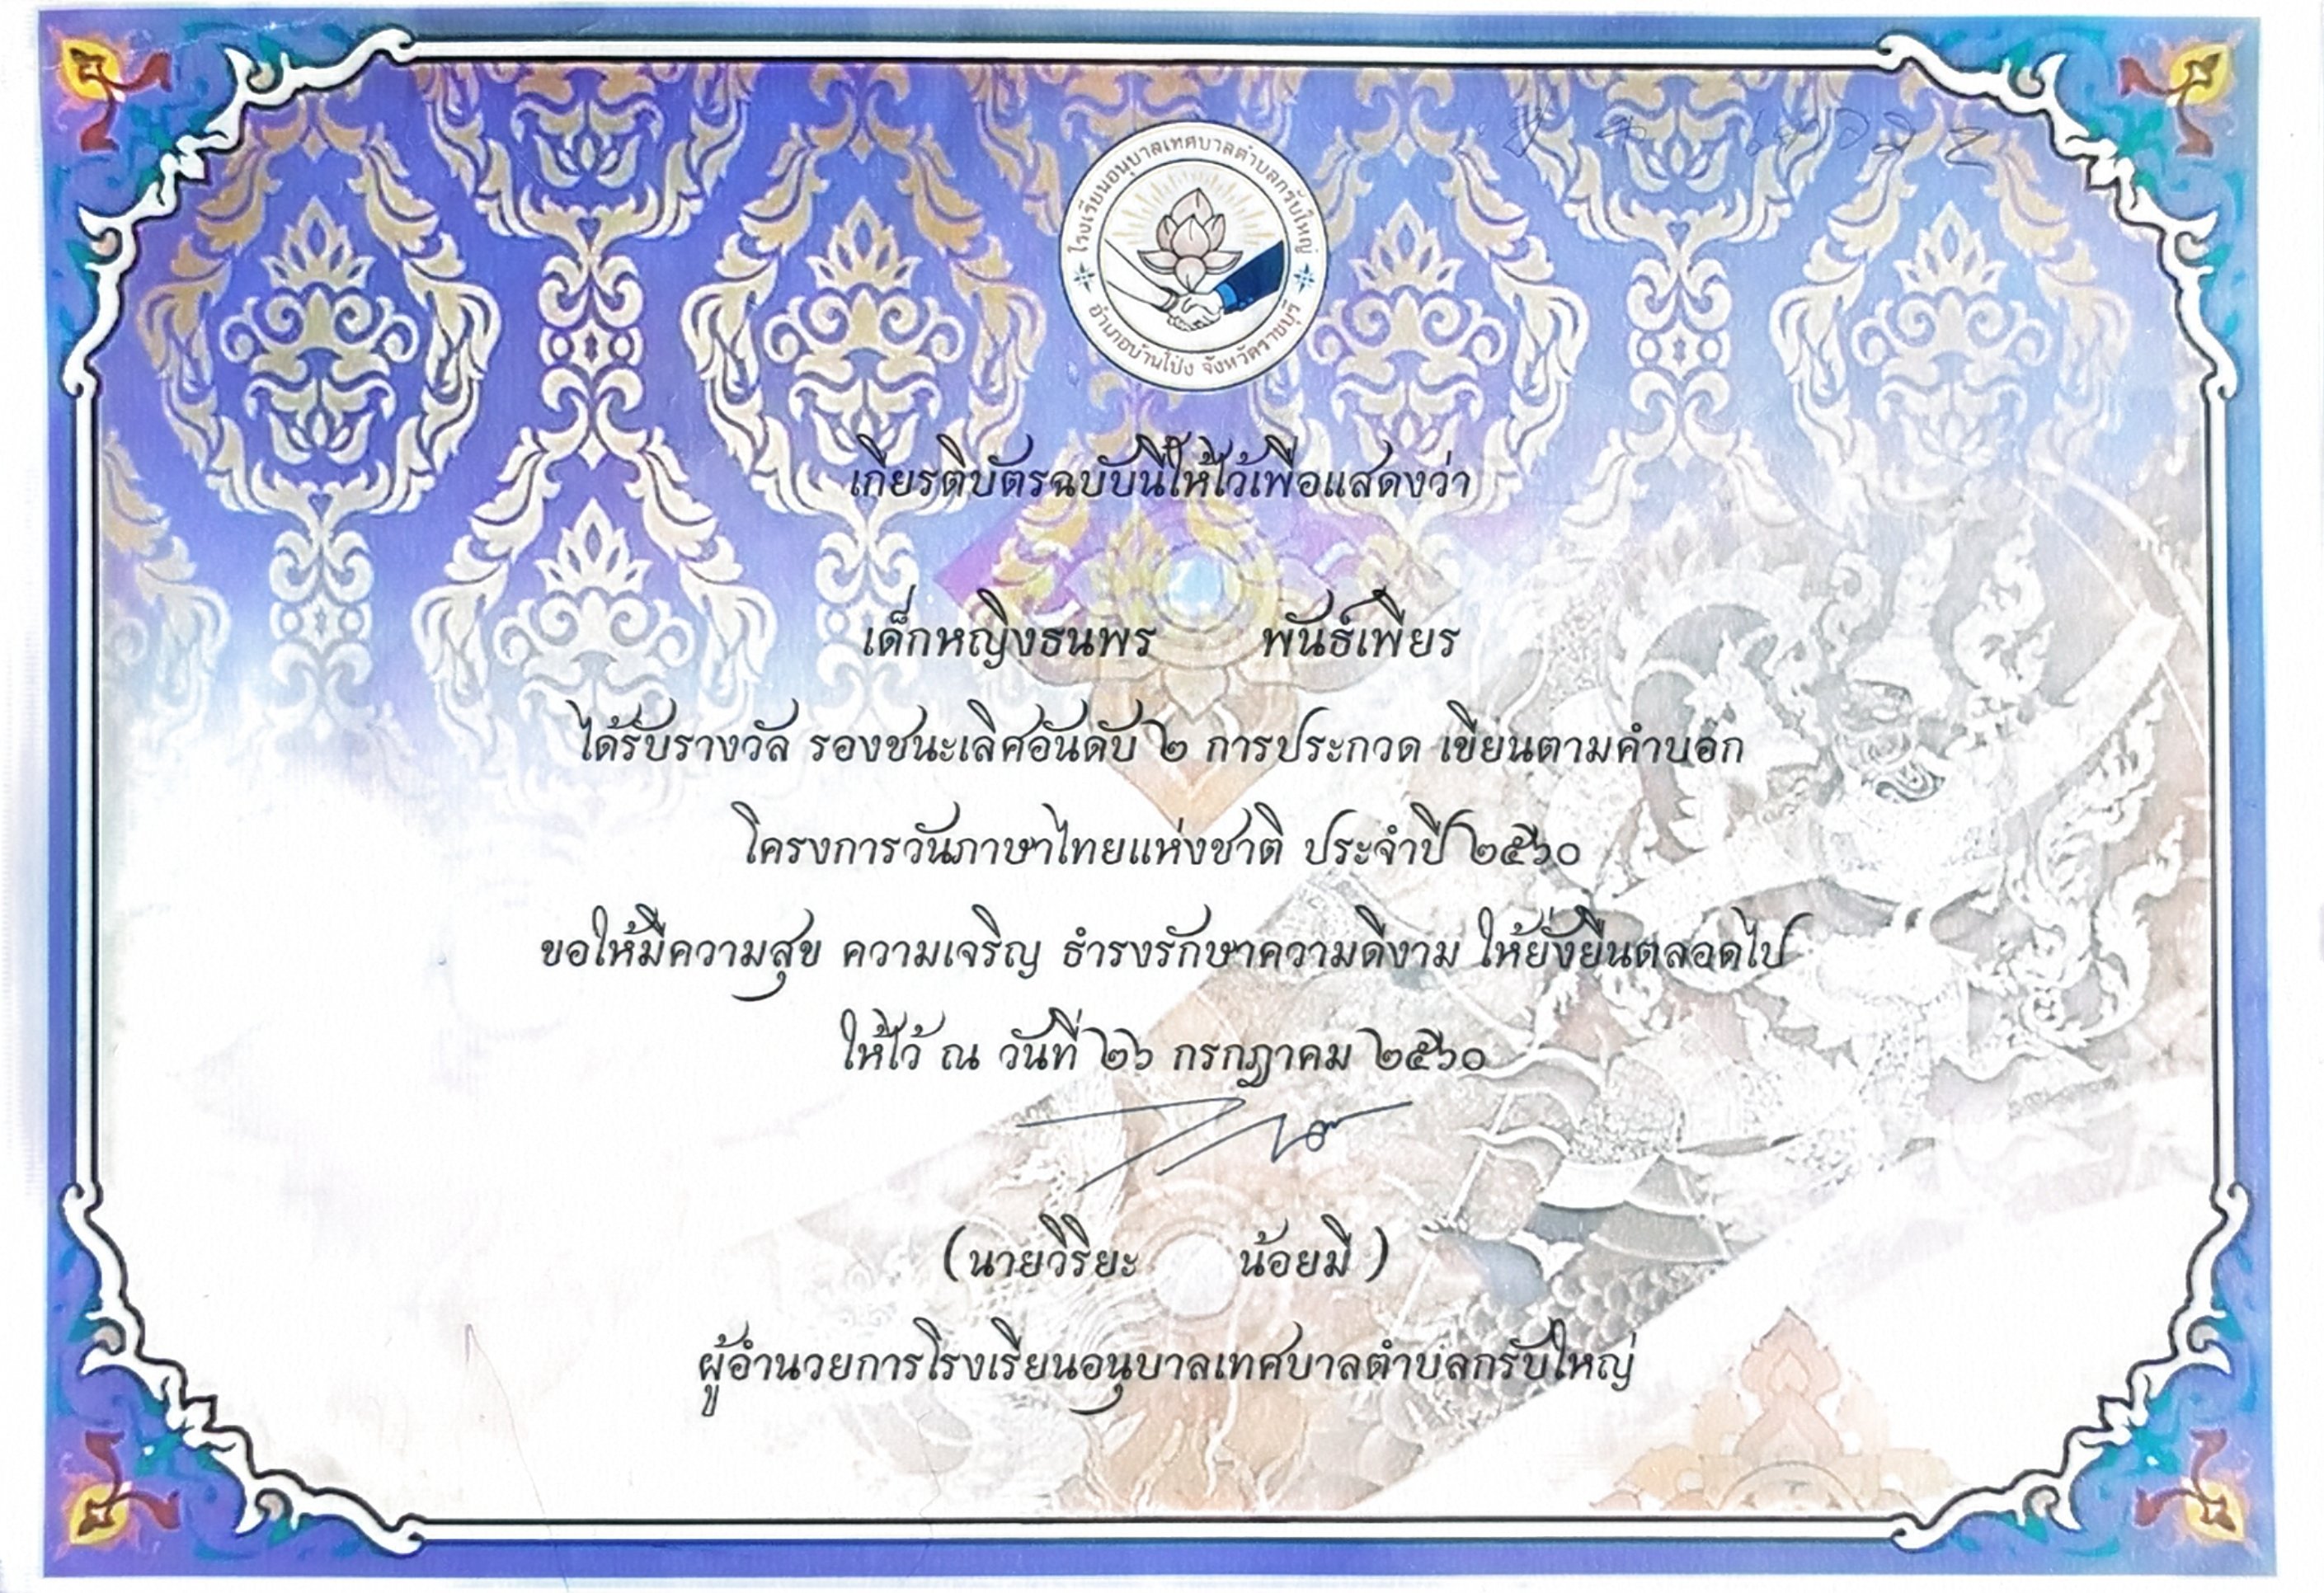 โรงเรียนอนุบาลเทศบาลตำบลกรับใหญ่
อำเภอบ้านโป่ง จังหวัดราชบุรี
เกียรติบัตรฉบับนี้ให้ไว้เพื่อแสดงว่า
เด็กหญิงธนพร พันธ์เพียร
ได้รับรางวัล รองชนะเลิศอันดับ ๒ การประกวด เขียนตามคำบอก
โครงการวันภาษาไทยแห่งชาติ ประจำปี ๒๕๖๐
ขอให้มีความสุข ความเจริญ ธำรงรักษาความดีงาม ให้ยั่งยืนตลอดไป
ให้ไว้ ณ วันที่ ๒๖ กรกฎาคม ๒๕๖๐
(นายวิริยะ น้อยมี)
ผู้อำนวยการโรงเรียนอนุบาลเทศบาลตำบลกรับใหญ่